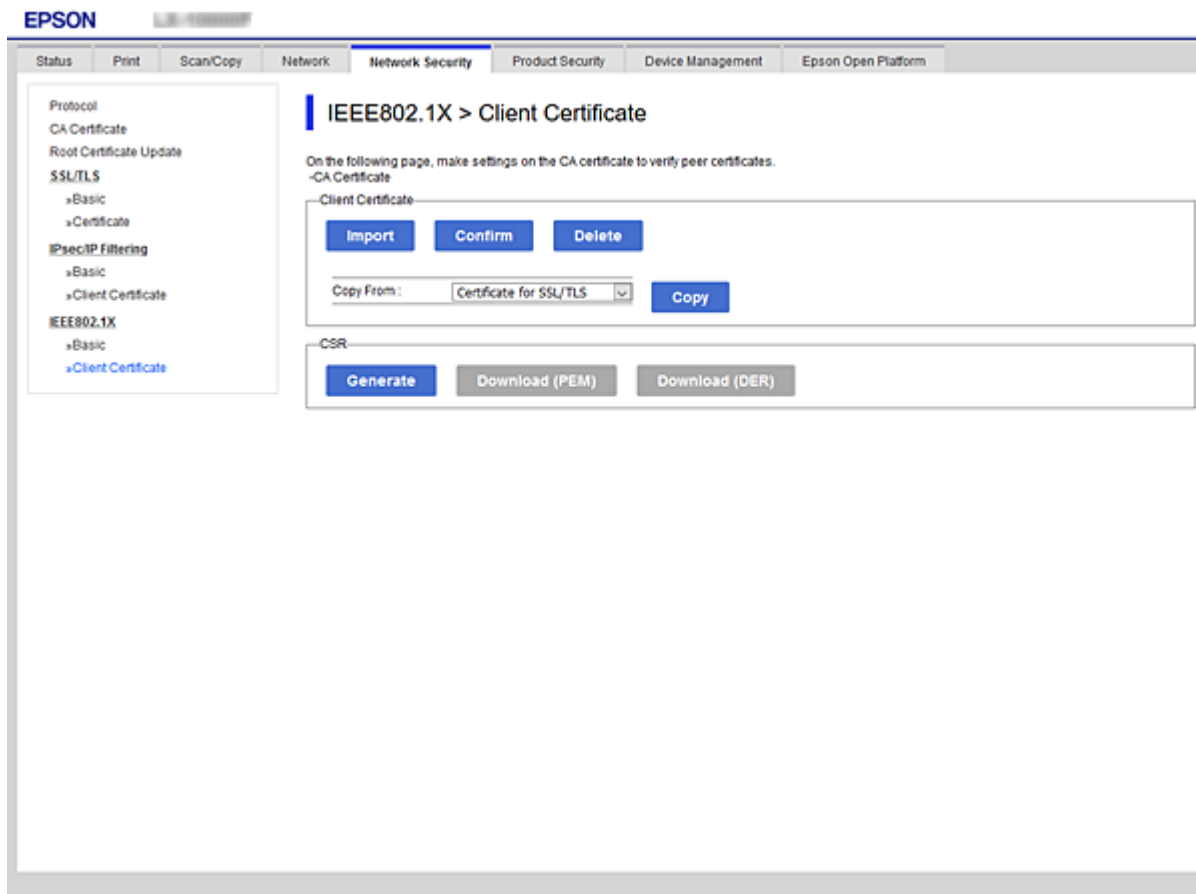 EPSON
Status Print Scan/Copy Network Network Security Product Security Device Management Epson Open Platform
Protocol
CA Certificate
Root Certificate Update
SSL/TLS
»Basic
»Certificate
IPsec/IP Filtering
»Basic
»Client Certificate
IEEE802.1X
»Basic
»Client Certificate
IEEE802.1X > Client Certificate
On the following page, make settings on the CA certificate to verify peer certificates.
-CA Certificate
Client Certificate
Import Confirm Delete
Copy From : Certificate for SSL/TLS Copy
CSR
Generate Download (PEM) Download (DER)